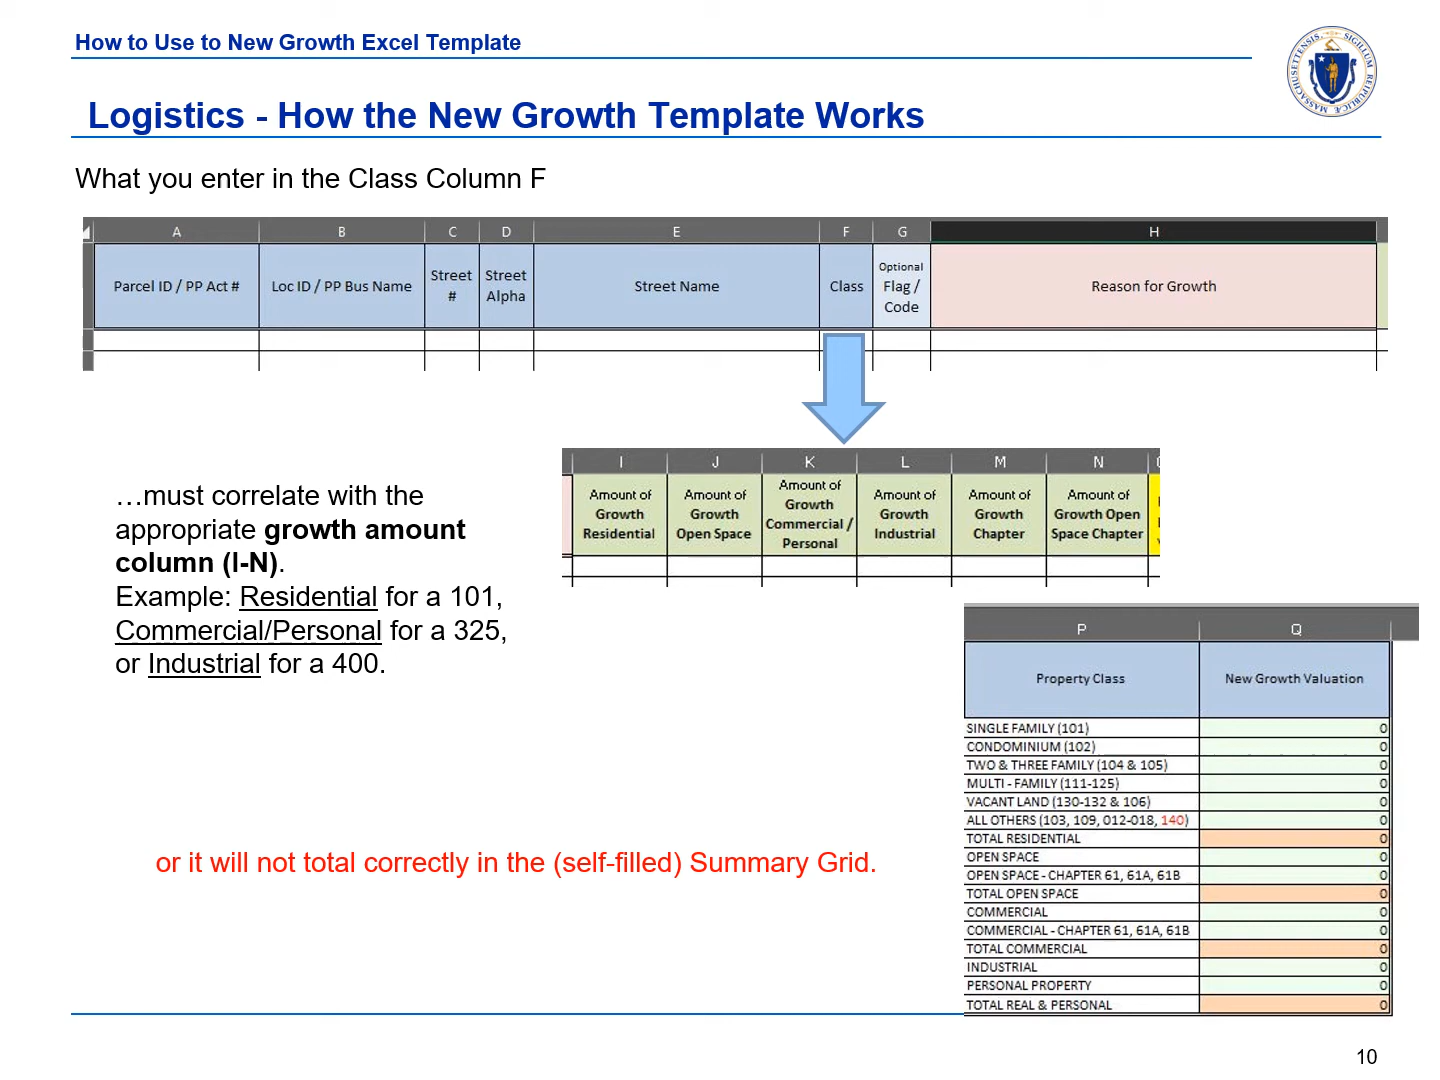 How to Use to New Growth Excel Template
MASSACHUSETTENSIS. SIGILLUM REIPUBLICÆ
Logistics - How the New Growth Template Works
What you enter in the Class Column F
A B C D E F G H
Parcel ID / PP Act # Loc ID / PP Bus Name Street # Street Alpha Street Name Class Optional Flag / Code Reason for Growth
I J K L M N
Amount of Growth Residential Amount of Growth Open Space Amount of Growth Commercial / Personal Amount of Growth Industrial Amount of Growth Chapter Amount of Growth Open Space Chapter
…must correlate with the
appropriate growth amount
column (I-N).
Example: Residential for a 101,
Commercial/Personal for a 325,
or Industrial for a 400.
P Q
Property Class New Growth Valuation
SINGLE FAMILY (101) 0
CONDOMINIUM (102) 0
TWO & THREE FAMILY (104 & 105) 0
MULTI - FAMILY (111-125) 0
VACANT LAND (130-132 & 106) 0
ALL OTHERS (103, 109, 012-018, 140) 0
TOTAL RESIDENTIAL 0
OPEN SPACE 0
OPEN SPACE - CHAPTER 61, 61A, 61B 0
TOTAL OPEN SPACE 0
COMMERCIAL 0
COMMERCIAL - CHAPTER 61, 61A, 61B 0
TOTAL COMMERCIAL 0
INDUSTRIAL 0
PERSONAL PROPERTY 0
TOTAL REAL & PERSONAL 0
or it will not total correctly in the (self-filled) Summary Grid.
10